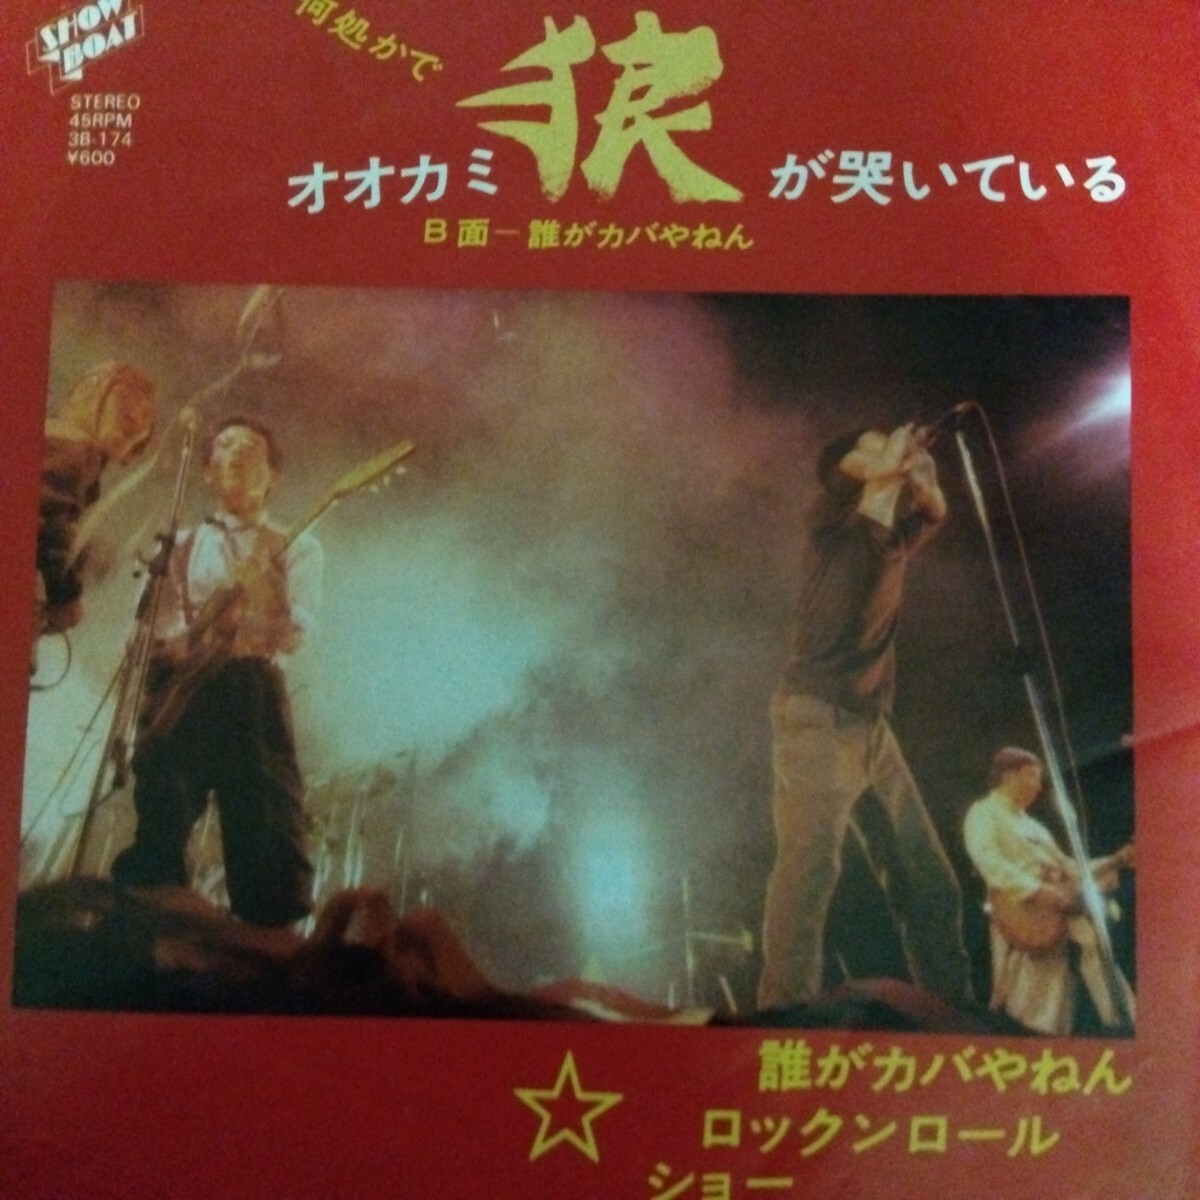 SHOW
BOAT
STEREO
45RPM
3B-174
¥600
何処かで
オオカミ狼が哭いている
B面－誰がカバやねん
☆
誰がカバやねん
ロックンロール
ショー